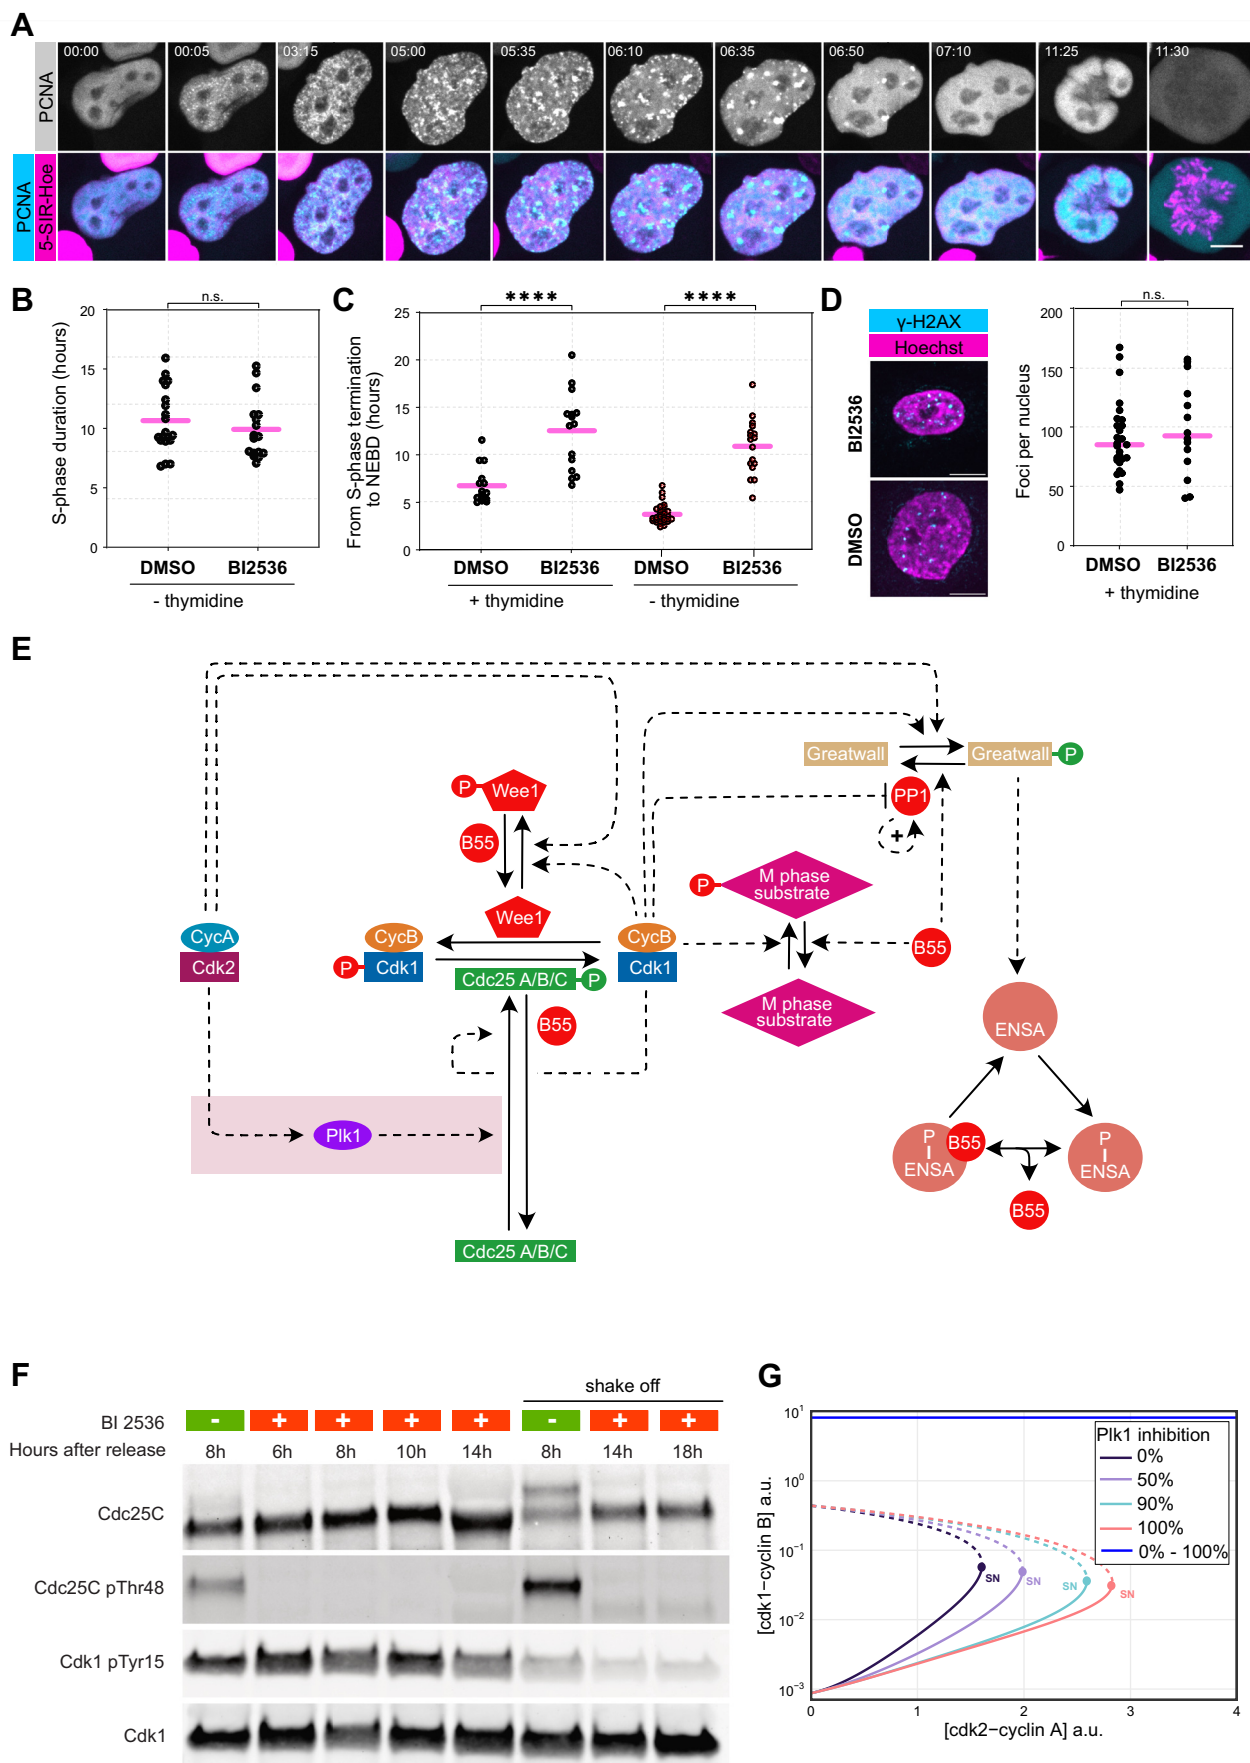 A
PCNA
00:00 00:05 03:15 05:00 05:35 06:10 06:35 06:50 07:10 11:25 11:30
PCNA
5-SIR-Hoe
B
S-phase duration (hours)
20
15
10
5
0
n.s.
DMSO BI2536
- thymidine
C
From S-phase termination
to NEBD (hours)
25
20
15
10
5
0
**** ****
DMSO BI2536 DMSO BI2536
+ thymidine - thymidine
D
γ-H2AX
Hoechst
BI2536
DMSO
Foci per nucleus
200
150
100
50
0
n.s.
DMSO BI2536
+ thymidine
E
Greatwall Greatwall P
P Wee1
PP1
+
B55
P M phase
substrate
Wee1
CycA CycB CycB
B55
Cdk2 P Cdk1 Cdk1
Cdc25 A/B/C P
M phase
substrate
B55
ENSA
Plk1
P
ENSA
B55
P
ENSA
B55
Cdc25 A/B/C
F
shake off
BI 2536 - + + + + - + +
Hours after release 8h 6h 8h 10h 14h 8h 14h 18h
Cdc25C
Cdc25C pThr48
Cdk1 pTyr15
Cdk1
G
[cdk1−cyclin B] a.u.
10¹
10⁰
10⁻¹
10⁻²
10⁻³
Plk1 inhibition
0%
50%
90%
100%
0% - 100%
SN SN SN SN
0 1 2 3 4
[cdk2−cyclin A] a.u.